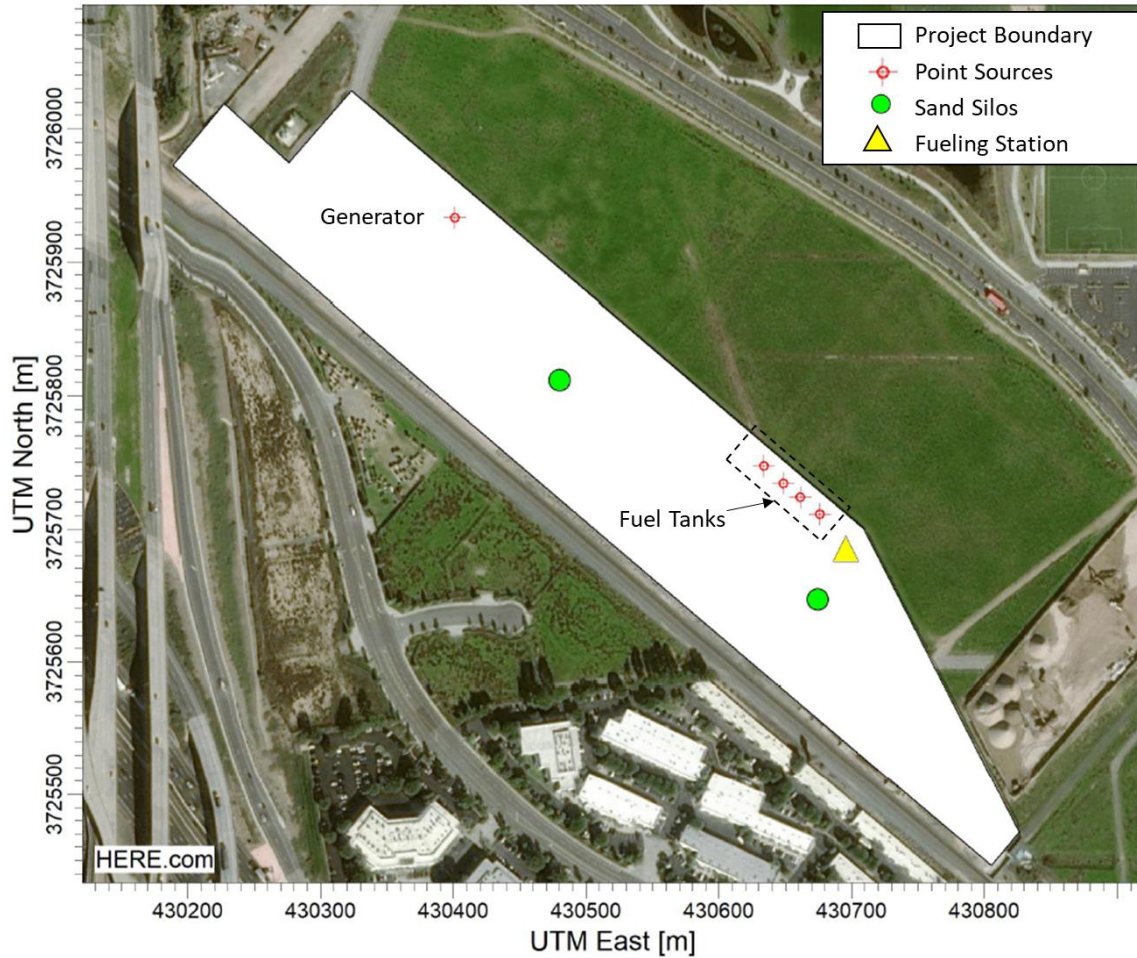 Project Boundary
Point Sources
Sand Silos
Fueling Station
Generator
Fuel Tanks
HERE.com
UTM North [m]
3726000
3725900
3725800
3725700
3725600
3725500
430200 430300 430400 430500 430600 430700 430800
UTM East [m]